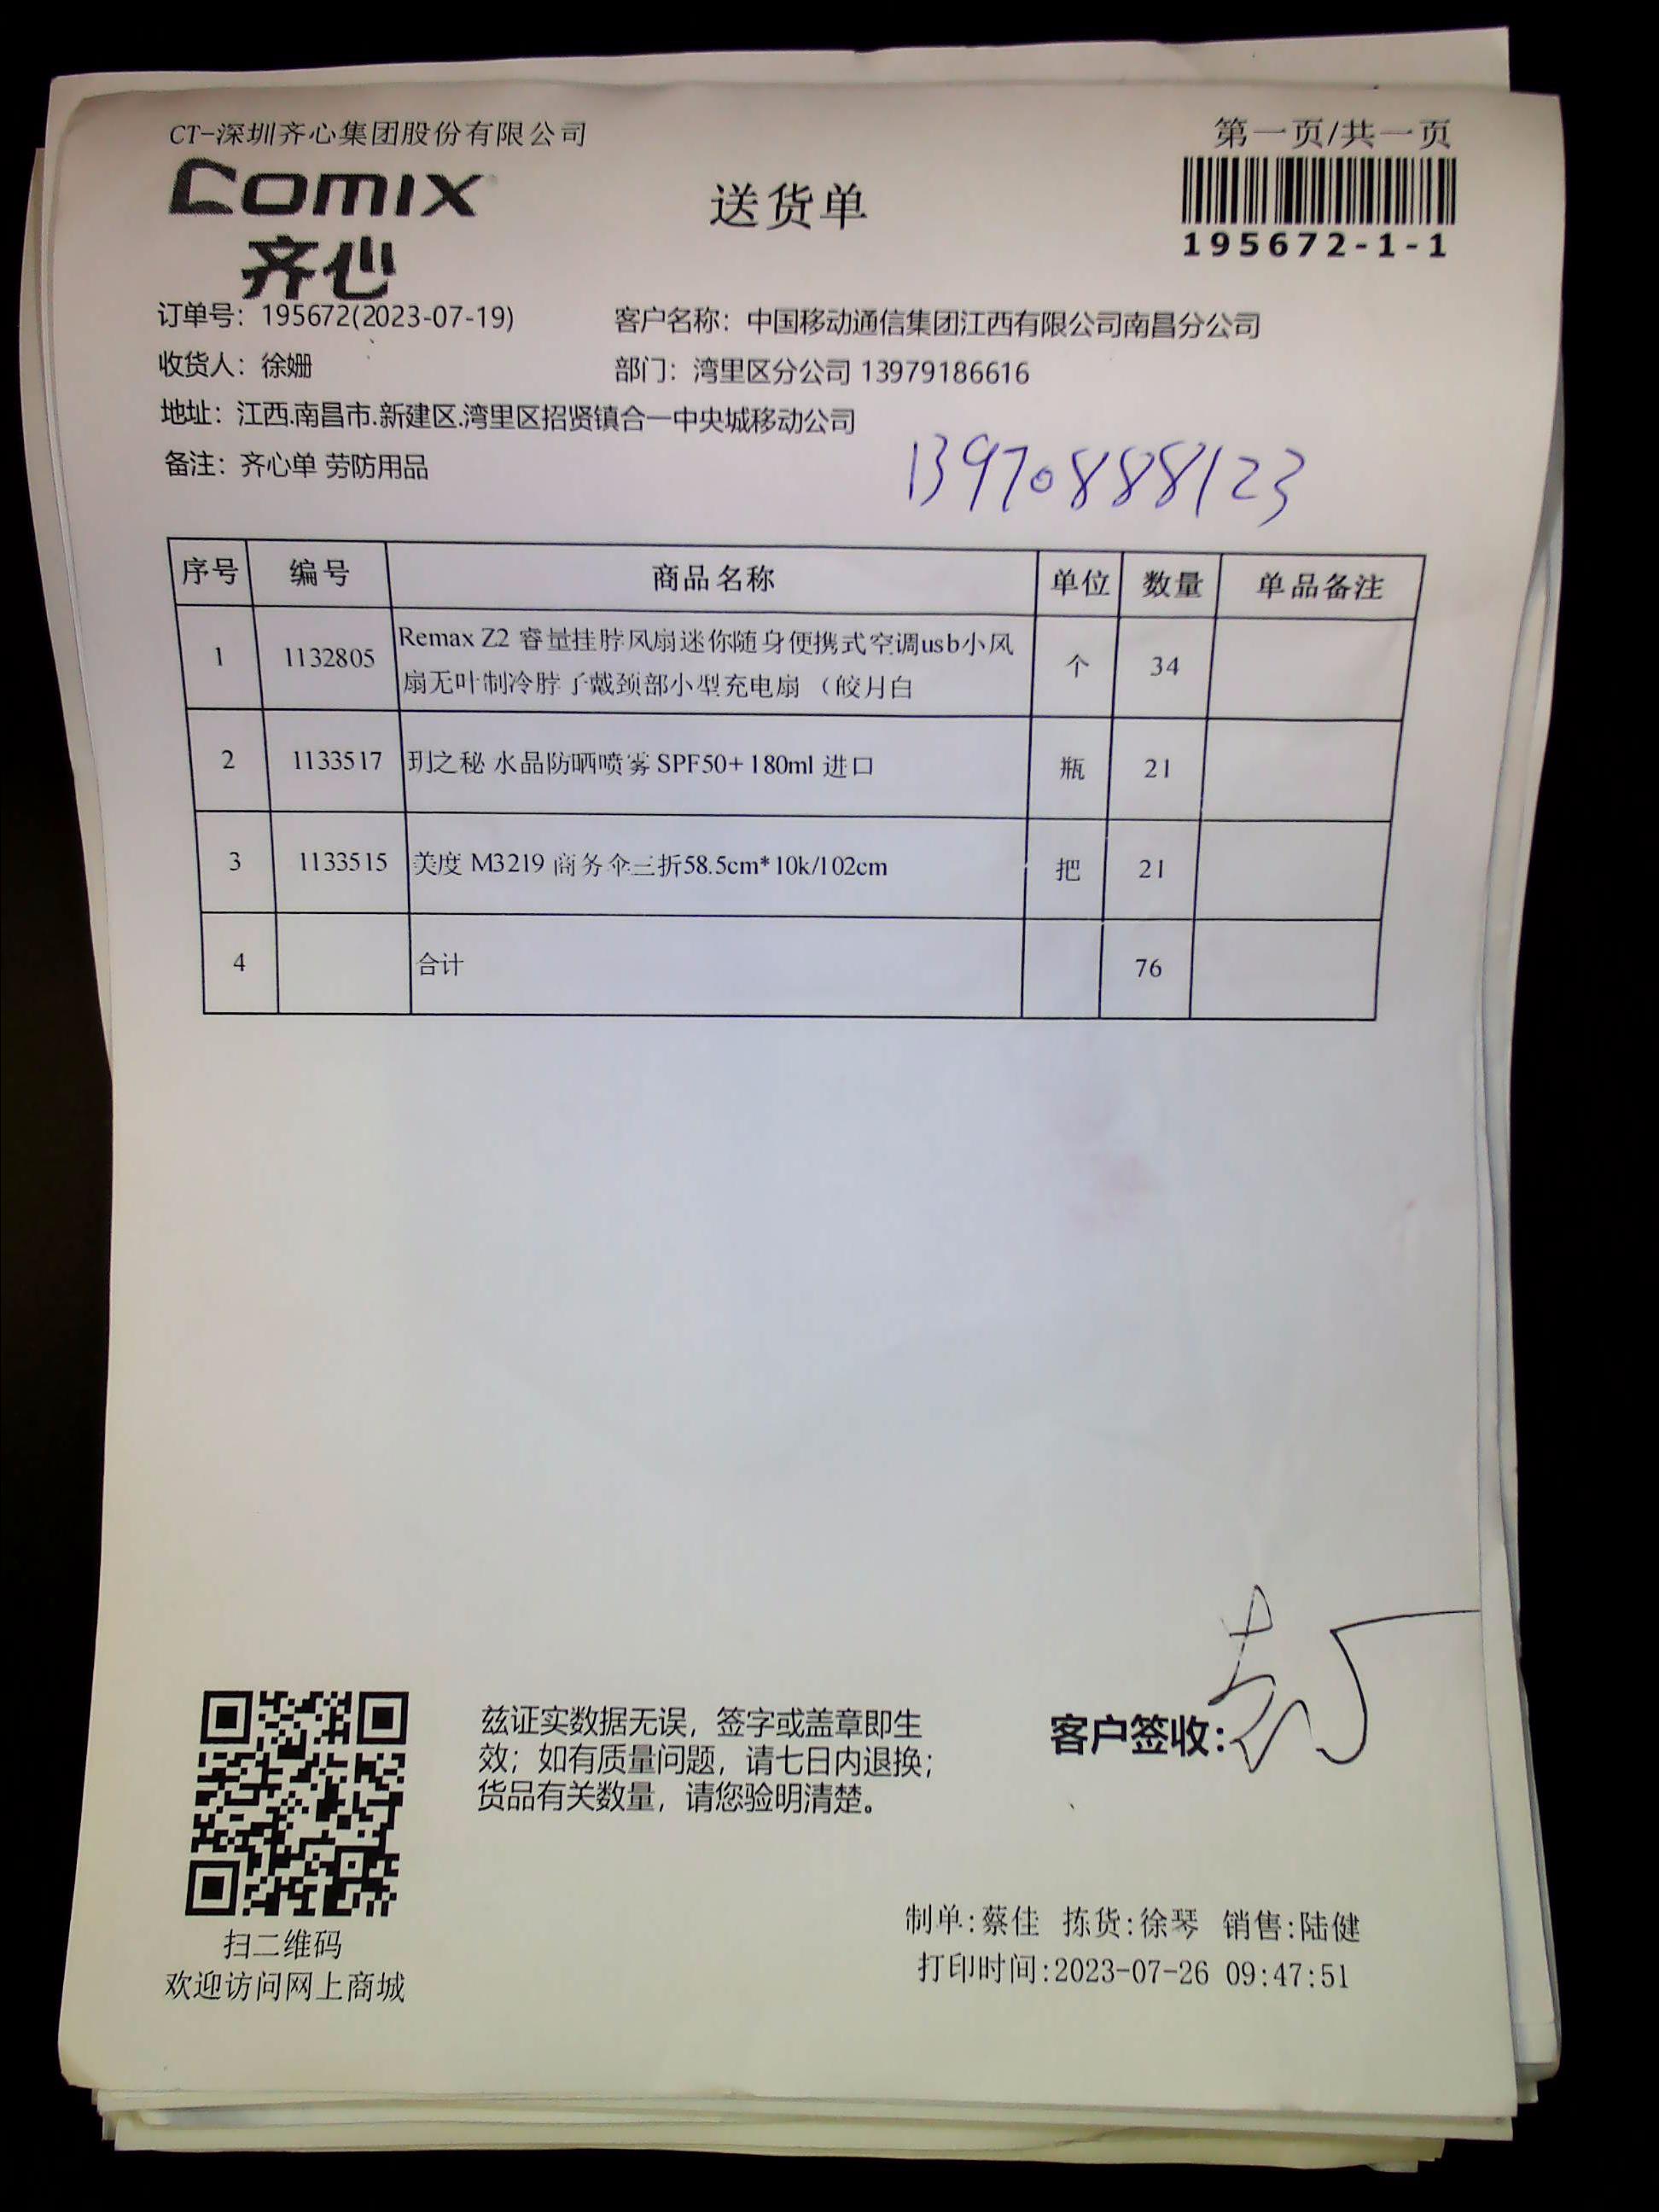 CT-深圳齐心集团股份有限公司
第一页/共一页
COMIX
齐心
送货单
195672-1-1
订单号：195672(2023-07-19)
客户名称：中国移动通信集团江西有限公司南昌分公司
收货人：徐姗
部门：湾里区分公司 13979186616
地址：江西.南昌市.新建区.湾里区招贤镇合一中央城移动公司
备注：齐心单 劳防用品
13970888123
序号 编号 商品名称 单位 数量 单品备注
1 1132805 Remax Z2 睿量挂脖风扇迷你随身便携式空调usb小风
扇无叶制冷脖子戴颈部小型充电扇 （皎月白 个 34
2 1133517 玥之秘 水晶防晒喷雾 SPF50+ 180ml 进口 瓶 21
3 1133515 美度 M3219 商务伞三折58.5cm*10k/102cm 把 21
4 合计 76
兹证实数据无误，签字或盖章即生
效；如有质量问题，请七日内退换；
货品有关数量，请您验明清楚。
客户签收：
扫二维码
欢迎访问网上商城
制单:蔡佳 拣货:徐琴 销售:陆健
打印时间:2023-07-26 09:47:51